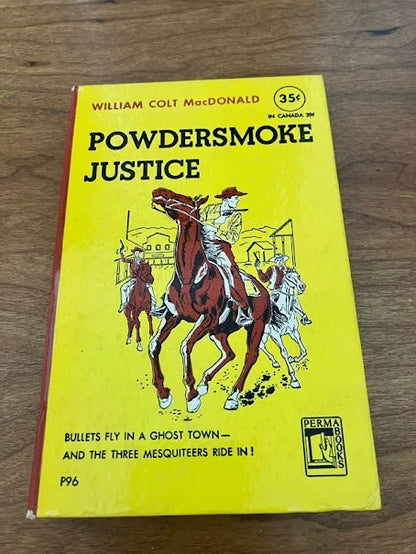 WILLIAM COLT MacDONALD
35¢
IN CANADA 39¢
POWDERSMOKE
JUSTICE
BULLETS FLY IN A GHOST TOWN—
AND THE THREE MESQUITEERS RIDE IN!
P96
PERMA
BOOKS